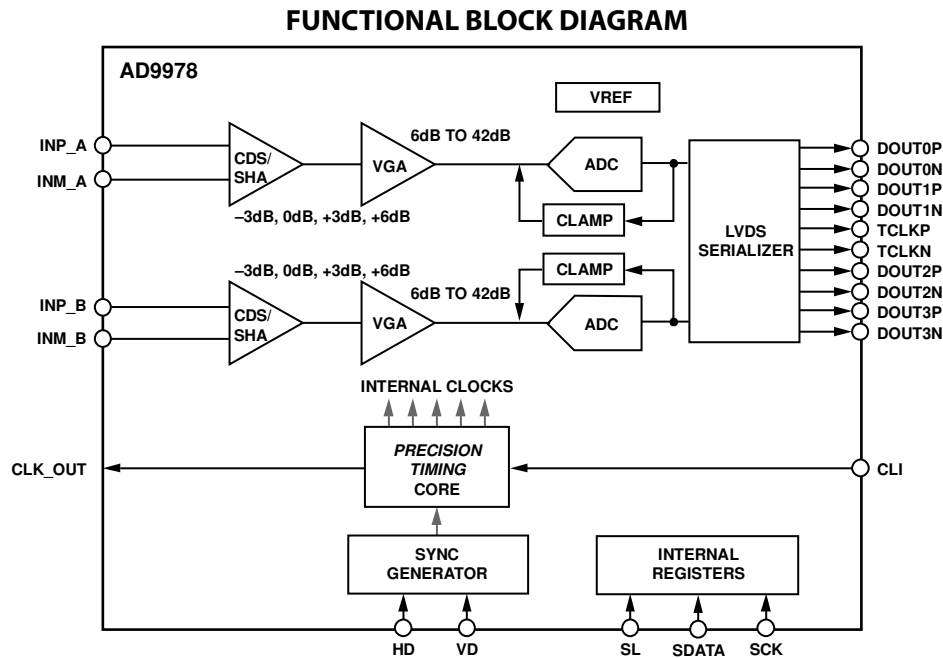 FUNCTIONAL BLOCK DIAGRAM
AD9978
VREF
INP_A
INM_A
CDS/
SHA
–3dB, 0dB, +3dB, +6dB
VGA
6dB TO 42dB
ADC
CLAMP
INP_B
INM_B
–3dB, 0dB, +3dB, +6dB
CDS/
SHA
VGA
6dB TO 42dB
CLAMP
ADC
LVDS
SERIALIZER
DOUT0P
DOUT0N
DOUT1P
DOUT1N
TCLKP
TCLKN
DOUT2P
DOUT2N
DOUT3P
DOUT3N
INTERNAL CLOCKS
PRECISION
TIMING
CORE
CLK_OUT
CLI
SYNC
GENERATOR
INTERNAL
REGISTERS
HD
VD
SL
SDATA
SCK